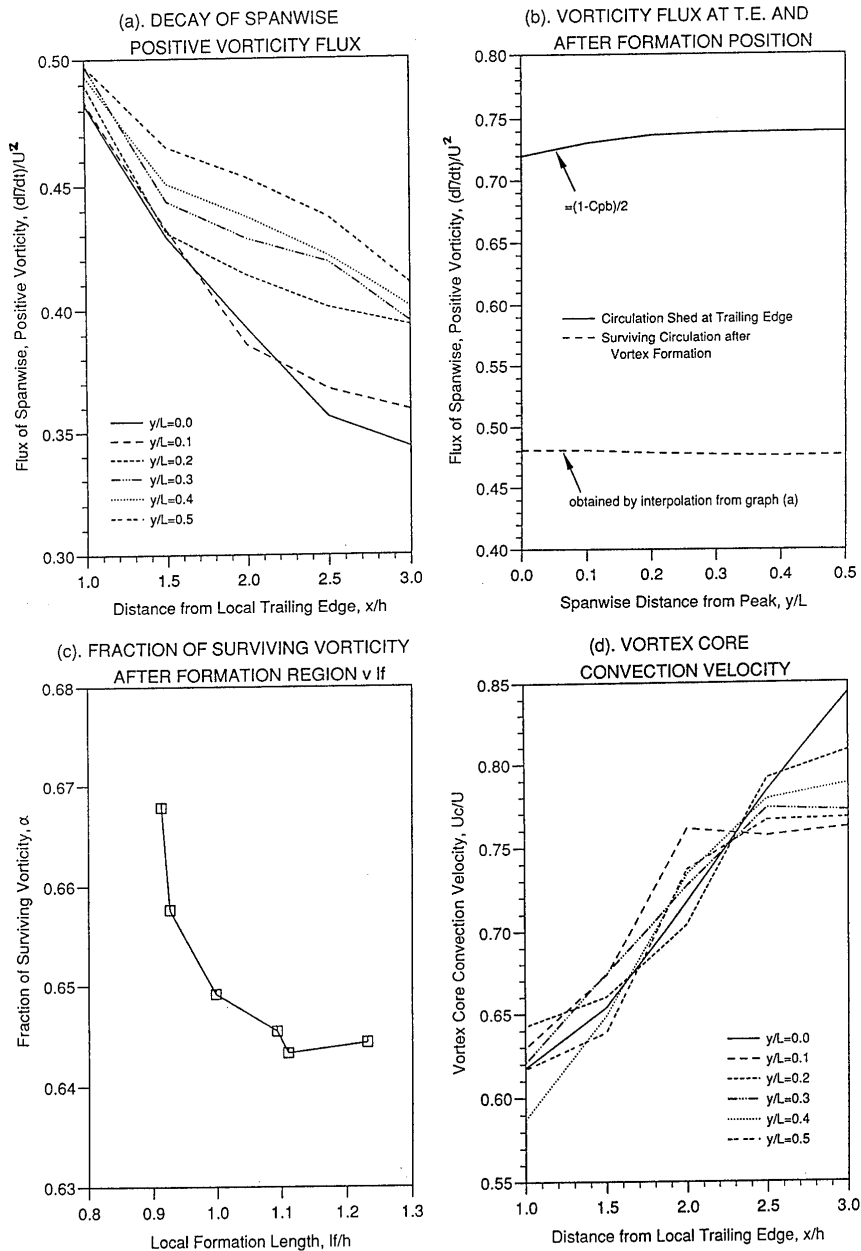 (a). DECAY OF SPANWISE
POSITIVE VORTICITY FLUX
0.50
0.45
0.40
0.35
0.30
Flux of Spanwise, Positive Vorticity, (dΓ/dt)/U²
y/L=0.0
y/L=0.1
y/L=0.2
y/L=0.3
y/L=0.4
y/L=0.5
1.0 1.5 2.0 2.5 3.0
Distance from Local Trailing Edge, x/h
(b). VORTICITY FLUX AT T.E. AND
AFTER FORMATION POSITION
0.80
0.75
0.70
0.65
0.60
0.55
0.50
0.45
0.40
Flux of Spanwise, Positive Vorticity, (dΓ/dt)/U²
=(1-Cpb)/2
Circulation Shed at Trailing Edge
Surviving Circulation after
Vortex Formation
obtained by interpolation from graph (a)
0.0 0.1 0.2 0.3 0.4 0.5
Spanwise Distance from Peak, y/L
(c). FRACTION OF SURVIVING VORTICITY
AFTER FORMATION REGION v lf
0.68
0.67
0.66
0.65
0.64
0.63
Fraction of Surviving Vorticity, α
0.8 0.9 1.0 1.1 1.2 1.3
Local Formation Length, lf/h
(d). VORTEX CORE
CONVECTION VELOCITY
0.85
0.80
0.75
0.70
0.65
0.60
0.55
Vortex Core Convection Velocity, Uc/U
y/L=0.0
y/L=0.1
y/L=0.2
y/L=0.3
y/L=0.4
y/L=0.5
1.0 1.5 2.0 2.5 3.0
Distance from Local Trailing Edge, x/h